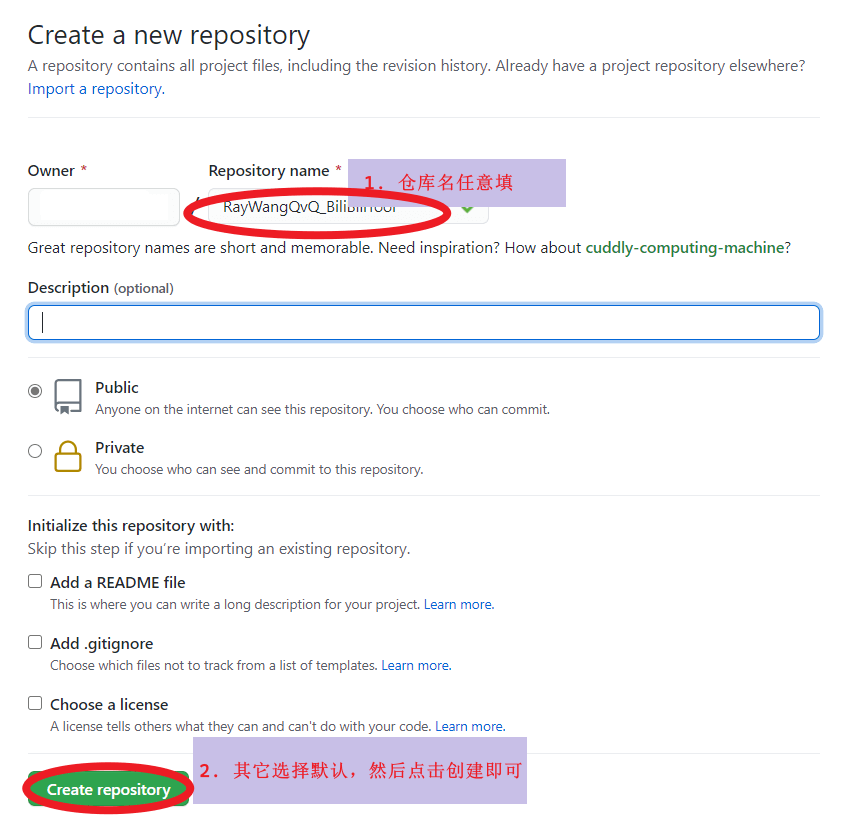 Create a new repository
A repository contains all project files, including the revision history. Already have a project repository elsewhere?
Import a repository.
Owner *
Repository name *
1. 仓库名任意填
/
RayWangQvQ_BiliBiliTool
Great repository names are short and memorable. Need inspiration? How about cuddly-computing-machine?
Description (optional)
Public
Anyone on the internet can see this repository. You choose who can commit.
Private
You choose who can see and commit to this repository.
Initialize this repository with:
Skip this step if you're importing an existing repository.
Add a README file
This is where you can write a long description for your project. Learn more.
Add .gitignore
Choose which files not to track from a list of templates. Learn more.
Choose a license
A license tells others what they can and can't do with your code. Learn more.
2. 其它选择默认，然后点击创建即可
Create repository